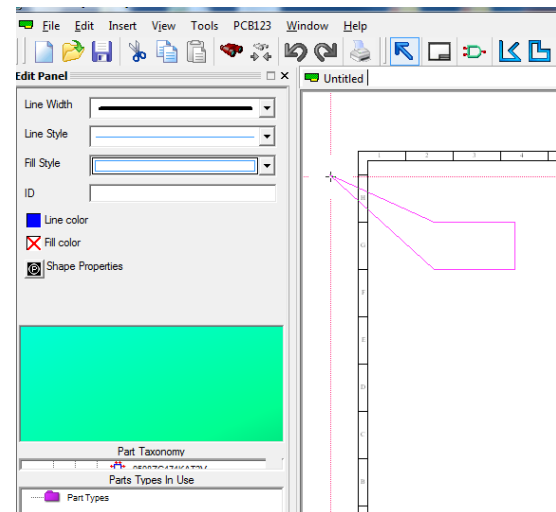 File Edit Insert View Tools PCB123 Window Help
Edit Panel
Untitled
Line Width
Line Style
Fill Style
ID
Line color
Fill color
Shape Properties
Part Taxonomy
Parts Types In Use
Part Types
1 2 3 4
H
G
F
E
D
C
B